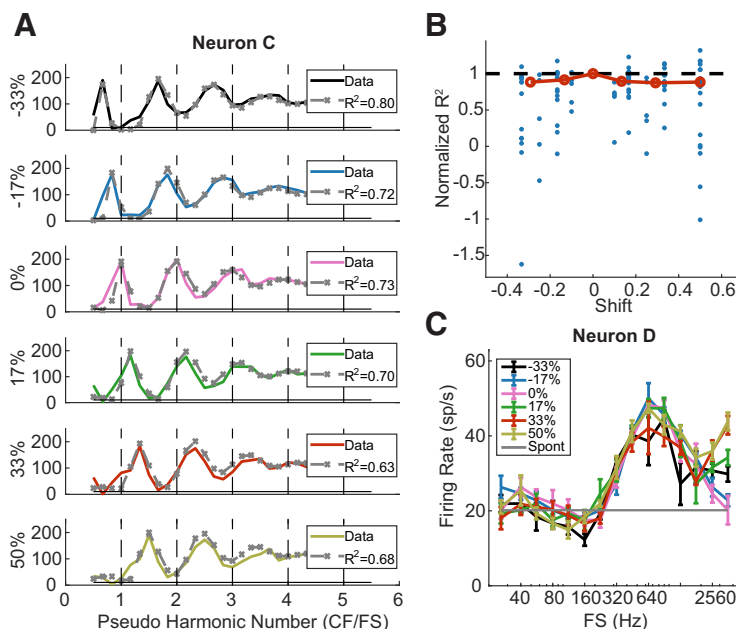 A
Neuron C
-33%
200
100
0
Data
R²=0.80
-17%
200
100
0
Data
R²=0.72
0%
200
100
0
Data
R²=0.73
17%
200
100
0
Data
R²=0.70
33%
200
100
0
Data
R²=0.63
50%
200
100
0
Data
R²=0.68
0 1 2 3 4 5 6
Pseudo Harmonic Number (CF/FS)
B
Normalized R²
1
0.5
0
-0.5
-1
-1.5
-0.4 -0.2 0 0.2 0.4 0.6
Shift
C
Neuron D
Firing Rate (sp/s)
60
40
20
0
-33%
-17%
0%
17%
33%
50%
Spont
40 80 160 320 640 2560
FS (Hz)